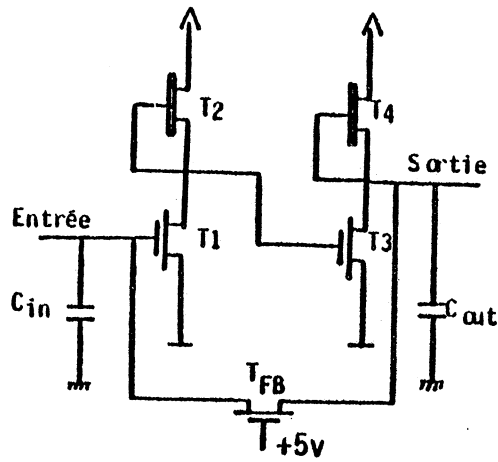 T2
T4
Sortie
Entrée
T1
T3
Cin
Cout
TFB
+5v